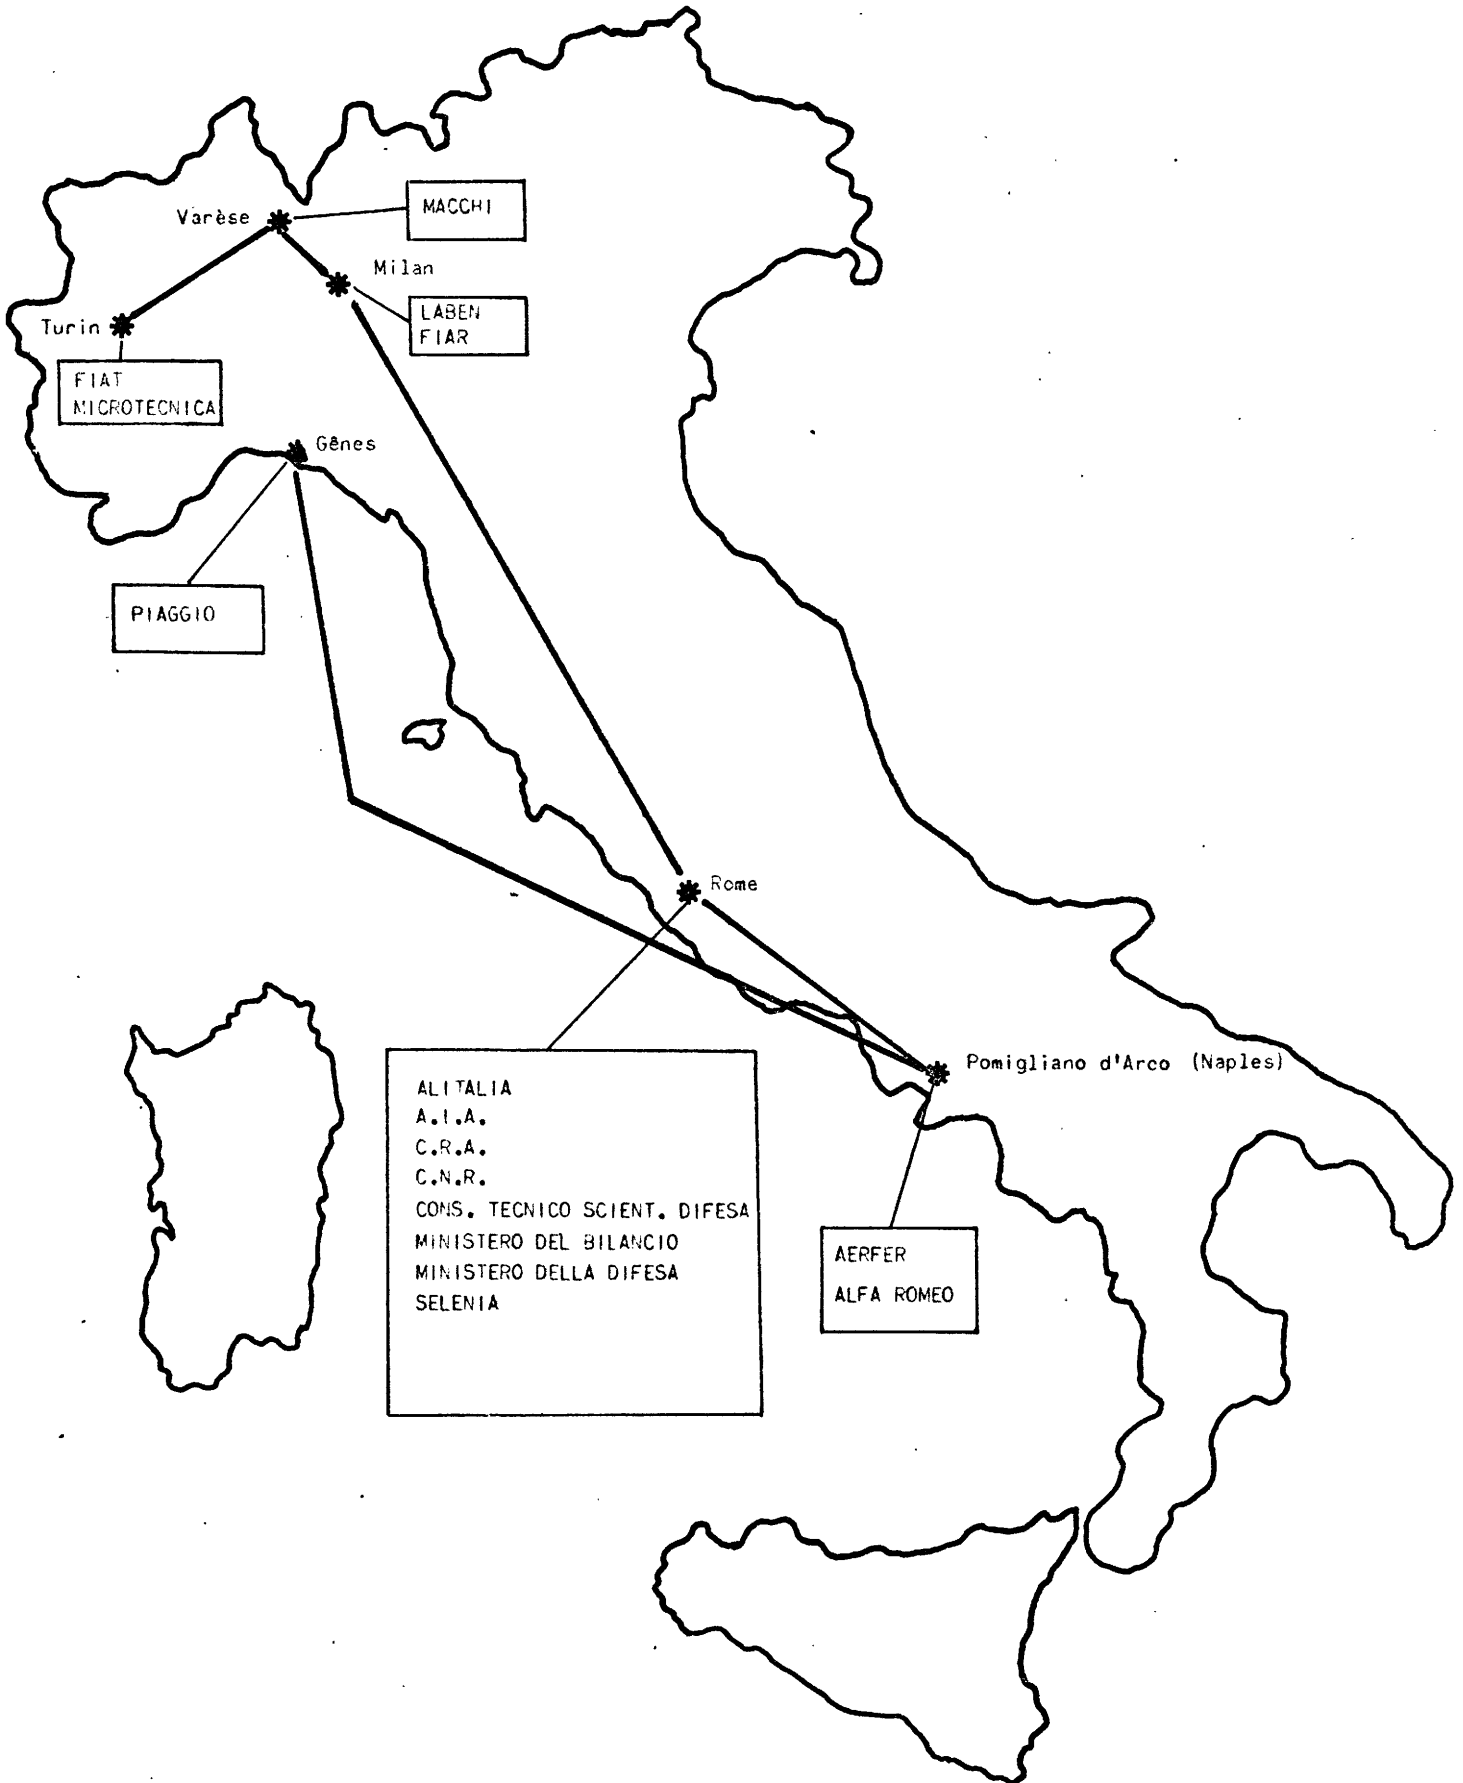 MACCHI
Varèse
Milan
LABEN
FIAR
Turin
FIAT
MICROTECNICA
Gênes
PIAGGIO
Rome
Pomigliano d'Arco (Naples)
ALITALIA
A.I.A.
C.R.A.
C.N.R.
CONS. TECNICO SCIENT. DIFESA
MINISTERO DEL BILANCIO
MINISTERO DELLA DIFESA
SELENIA
AERFER
ALFA ROMEO